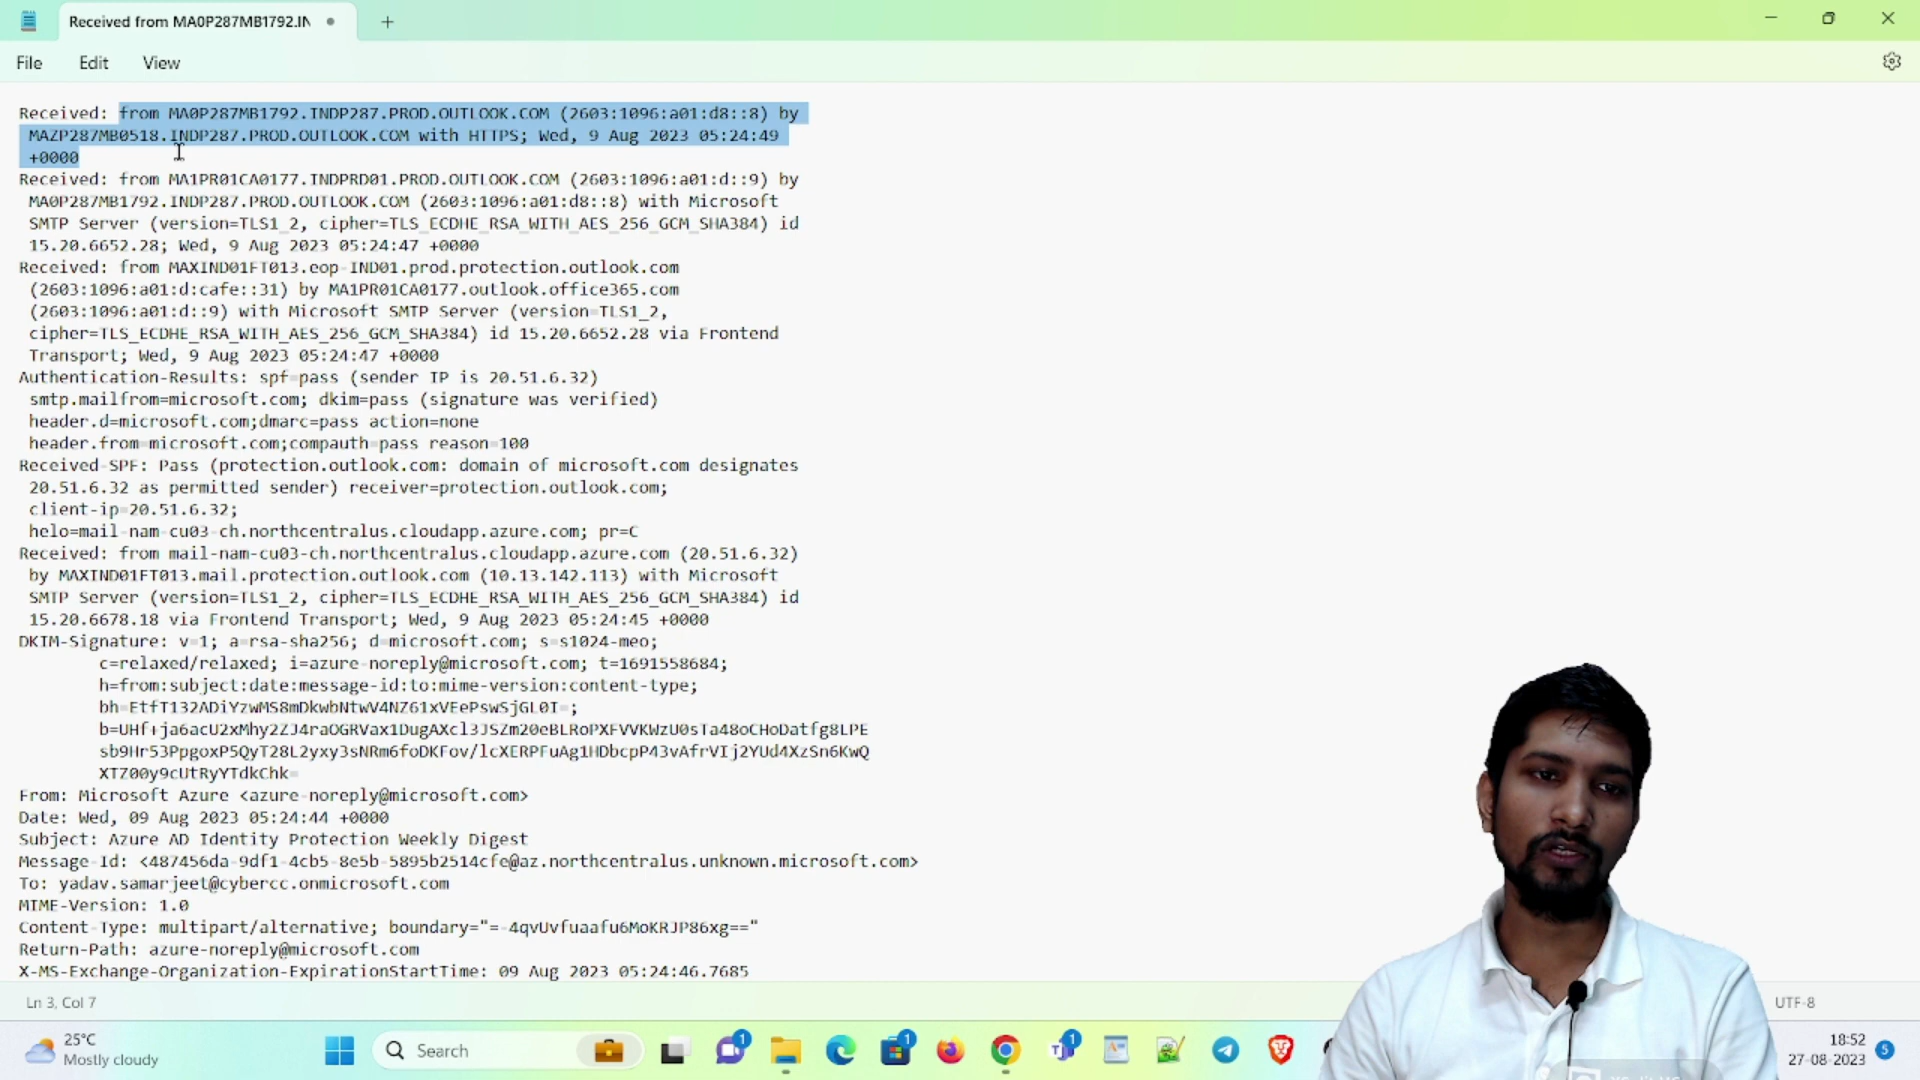 Received from MA0P287MB1792.IN
File Edit View
Received: from MA0P287MB1792.INDP287.PROD.OUTLOOK.COM (2603:1096:a01:d8::8) by
MAZP287MB0518.INDP287.PROD.OUTLOOK.COM with HTTPS; Wed, 9 Aug 2023 05:24:49
+0000
Received: from MA1PR01CA0177.INDPRD01.PROD.OUTLOOK.COM (2603:1096:a01:d::9) by
MA0P287MB1792.INDP287.PROD.OUTLOOK.COM (2603:1096:a01:d8::8) with Microsoft
SMTP Server (version=TLS1_2, cipher=TLS_ECDHE_RSA_WITH_AES_256_GCM_SHA384) id
15.20.6652.28; Wed, 9 Aug 2023 05:24:47 +0000
Received: from MAXIND01FT013.eop-IND01.prod.protection.outlook.com
(2603:1096:a01:d:cafe::31) by MA1PR01CA0177.outlook.office365.com
(2603:1096:a01:d::9) with Microsoft SMTP Server (version=TLS1_2,
cipher=TLS_ECDHE_RSA_WITH_AES_256_GCM_SHA384) id 15.20.6652.28 via Frontend
Transport; Wed, 9 Aug 2023 05:24:47 +0000
Authentication-Results: spf=pass (sender IP is 20.51.6.32)
smtp.mailfrom=microsoft.com; dkim=pass (signature was verified)
header.d=microsoft.com;dmarc=pass action=none
header.from=microsoft.com;compauth=pass reason=100
Received-SPF: Pass (protection.outlook.com: domain of microsoft.com designates
20.51.6.32 as permitted sender) receiver=protection.outlook.com;
client-ip=20.51.6.32;
helo=mail-nam-cu03-ch.northcentralus.cloudapp.azure.com; pr=C
Received: from mail-nam-cu03-ch.northcentralus.cloudapp.azure.com (20.51.6.32)
by MAXIND01FT013.mail.protection.outlook.com (10.13.142.113) with Microsoft
SMTP Server (version=TLS1_2, cipher=TLS_ECDHE_RSA_WITH_AES_256_GCM_SHA384) id
15.20.6678.18 via Frontend Transport; Wed, 9 Aug 2023 05:24:45 +0000
DKIM-Signature: v=1; a=rsa-sha256; d=microsoft.com; s=s1024-meo;
c=relaxed/relaxed; i=azure-noreply@microsoft.com; t=1691558684;
h=from:subject:date:message-id:to:mime-version:content-type;
bh=EtfT132ADiYzwMS8mDkwbNtwV4NZ61xVEePswSjGL0I=;
b=UHf+ja6acU2xMhy2ZJ4raOGRVax1DugAXcl3JSZm20eBLRoPXFVVKWzU0sTa48oCHoDatfg8LPE
sb9Hr53PpgoxP5QyT28L2yxy3sNRm6foDKFov/lcXERPFuAg1HDbcpP43vAfrVIj2YUd4XzSn6KwQ
XTZ00y9cUtRyYTdkChk=
From: Microsoft Azure <azure-noreply@microsoft.com>
Date: Wed, 09 Aug 2023 05:24:44 +0000
Subject: Azure AD Identity Protection Weekly Digest
Message-Id: <487456da-9df1-4cb5-8e5b-5895b2514cfe@az.northcentralus.unknown.microsoft.com>
To: yadav.samarjeet@cybercc.onmicrosoft.com
MIME-Version: 1.0
Content-Type: multipart/alternative; boundary="=-4qvUvfuaafu6MoKRJP86xg=="
Return-Path: azure-noreply@microsoft.com
X-MS-Exchange-Organization-ExpirationStartTime: 09 Aug 2023 05:24:46.7685
Ln 3, Col 7
UTF-8
25°C
Mostly cloudy
Search
1
1
1
18:52
27-08-2023
5